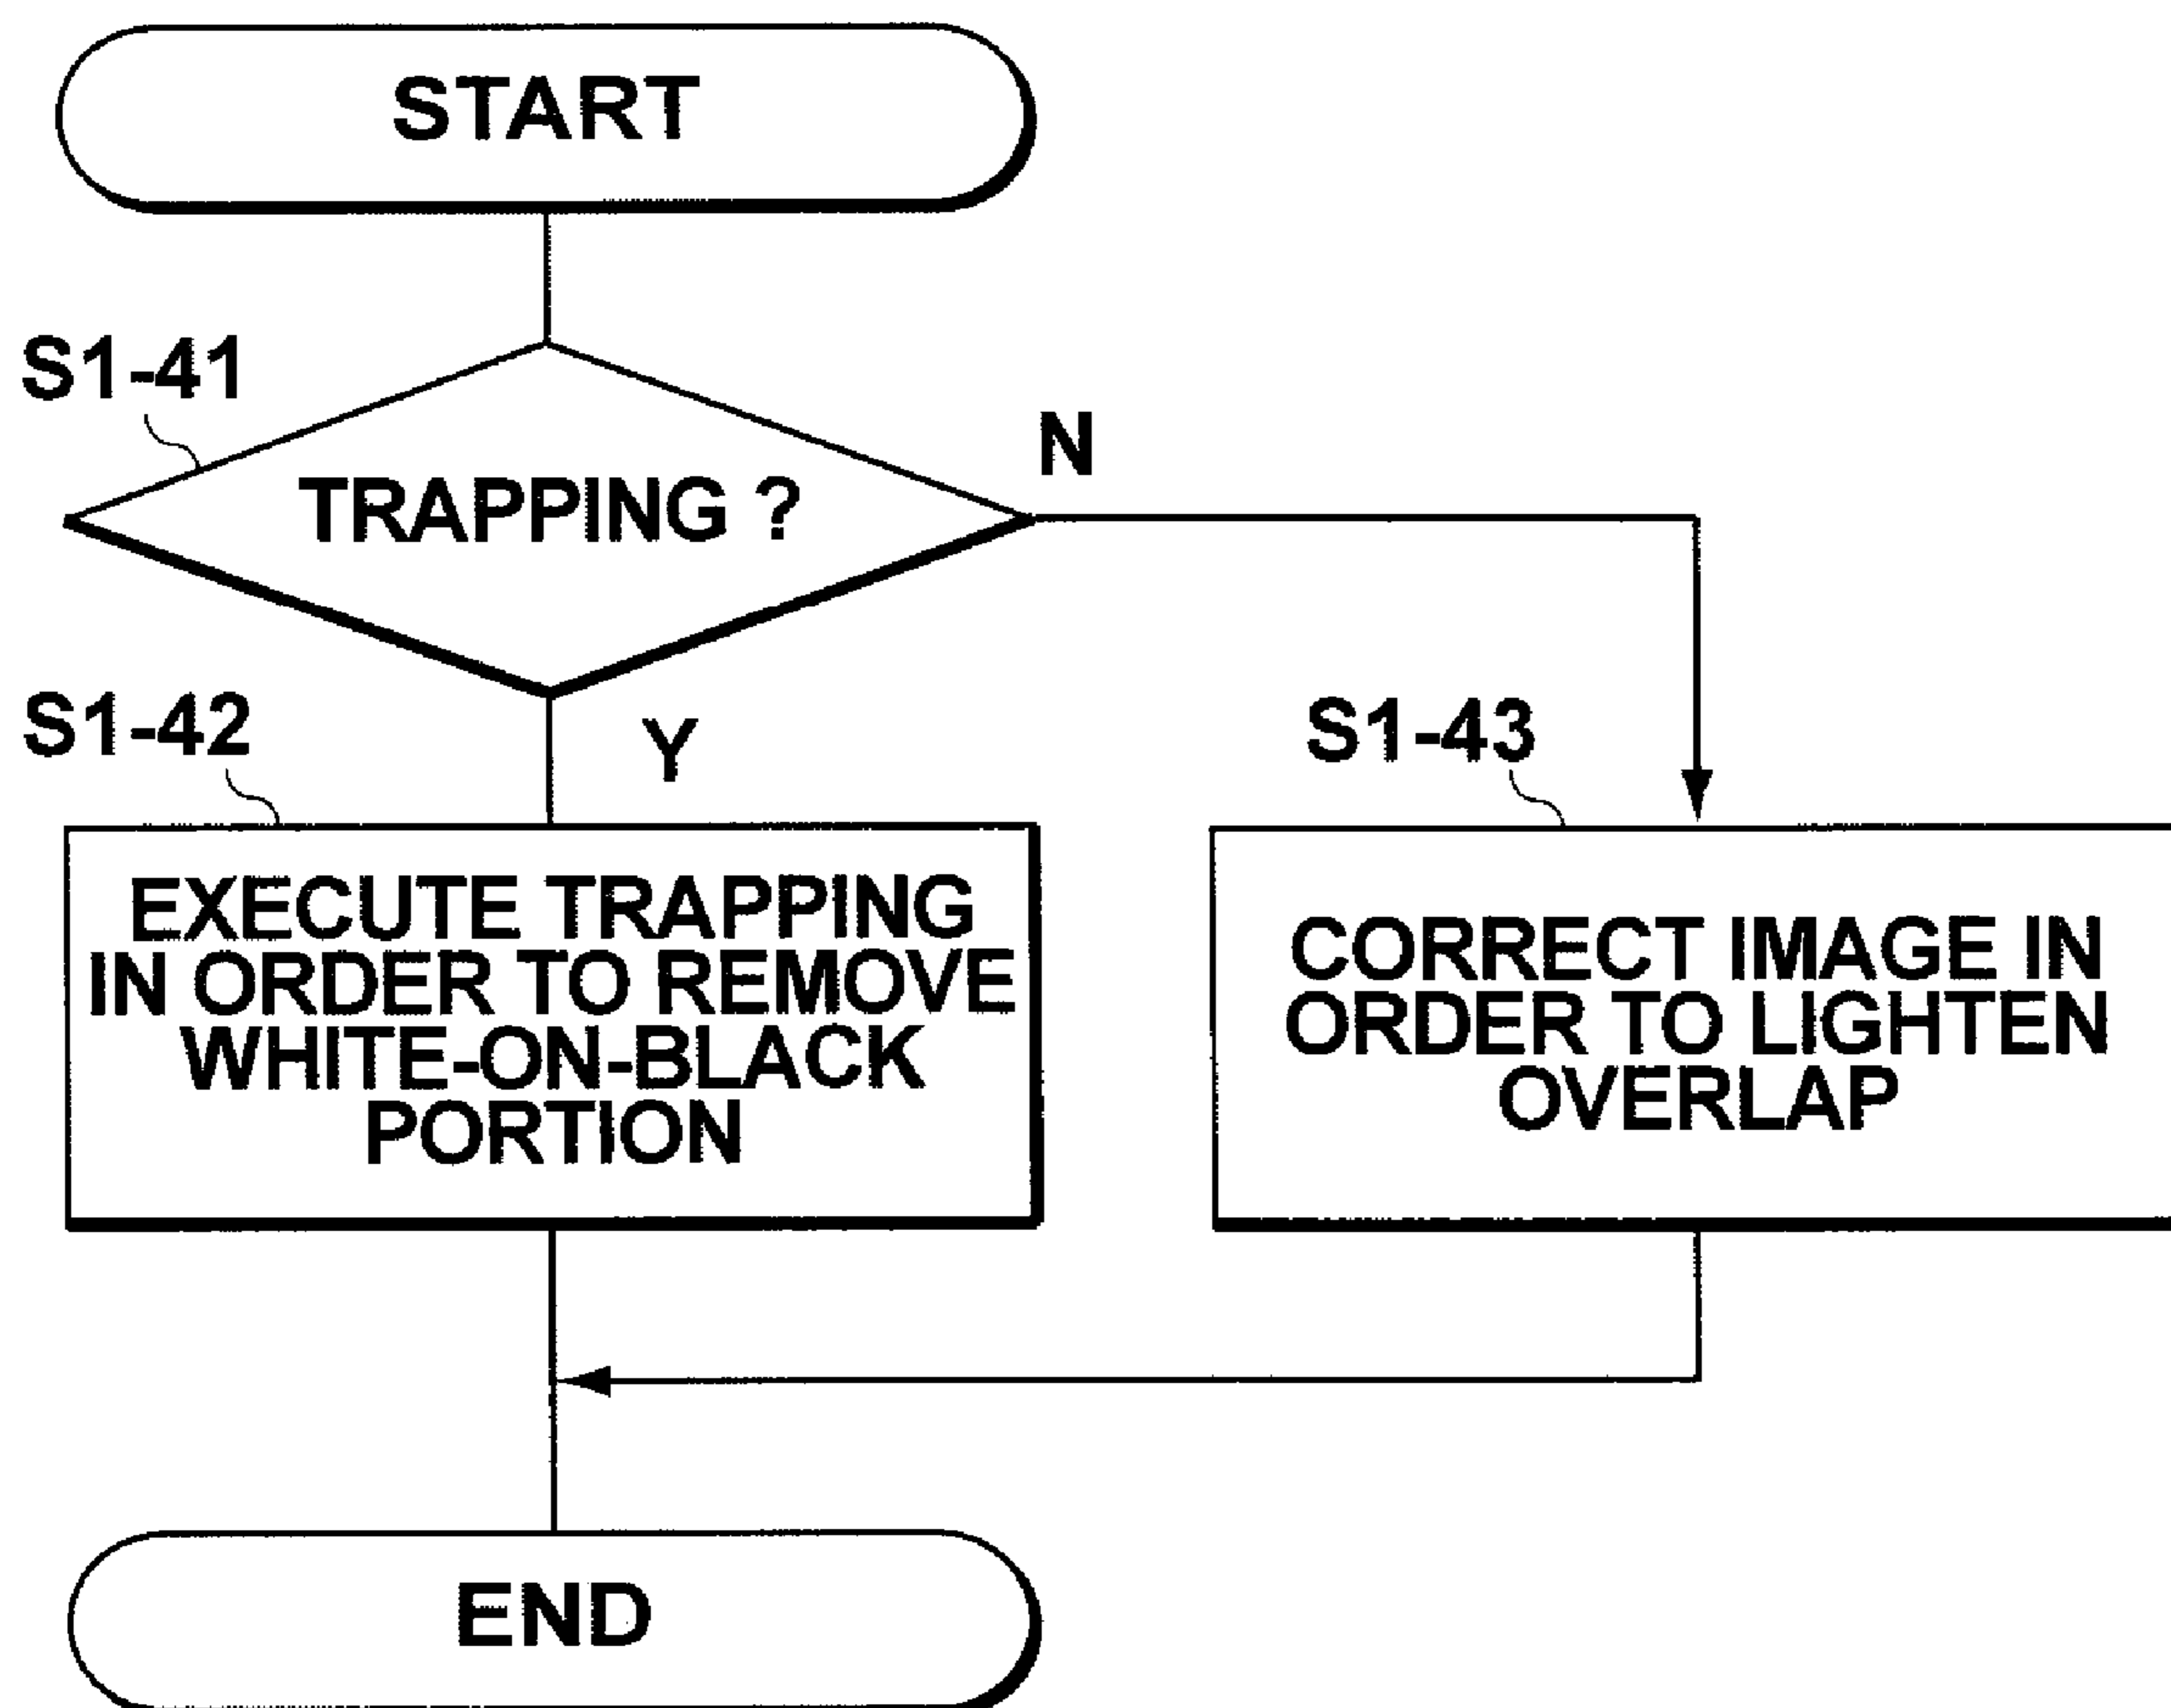 START
S1-41
TRAPPING ?
N
S1-42
Y
S1-43
EXECUTE TRAPPING
IN ORDER TO REMOVE
WHITE-ON-BLACK
PORTION
CORRECT IMAGE IN
ORDER TO LIGHTEN
OVERLAP
END